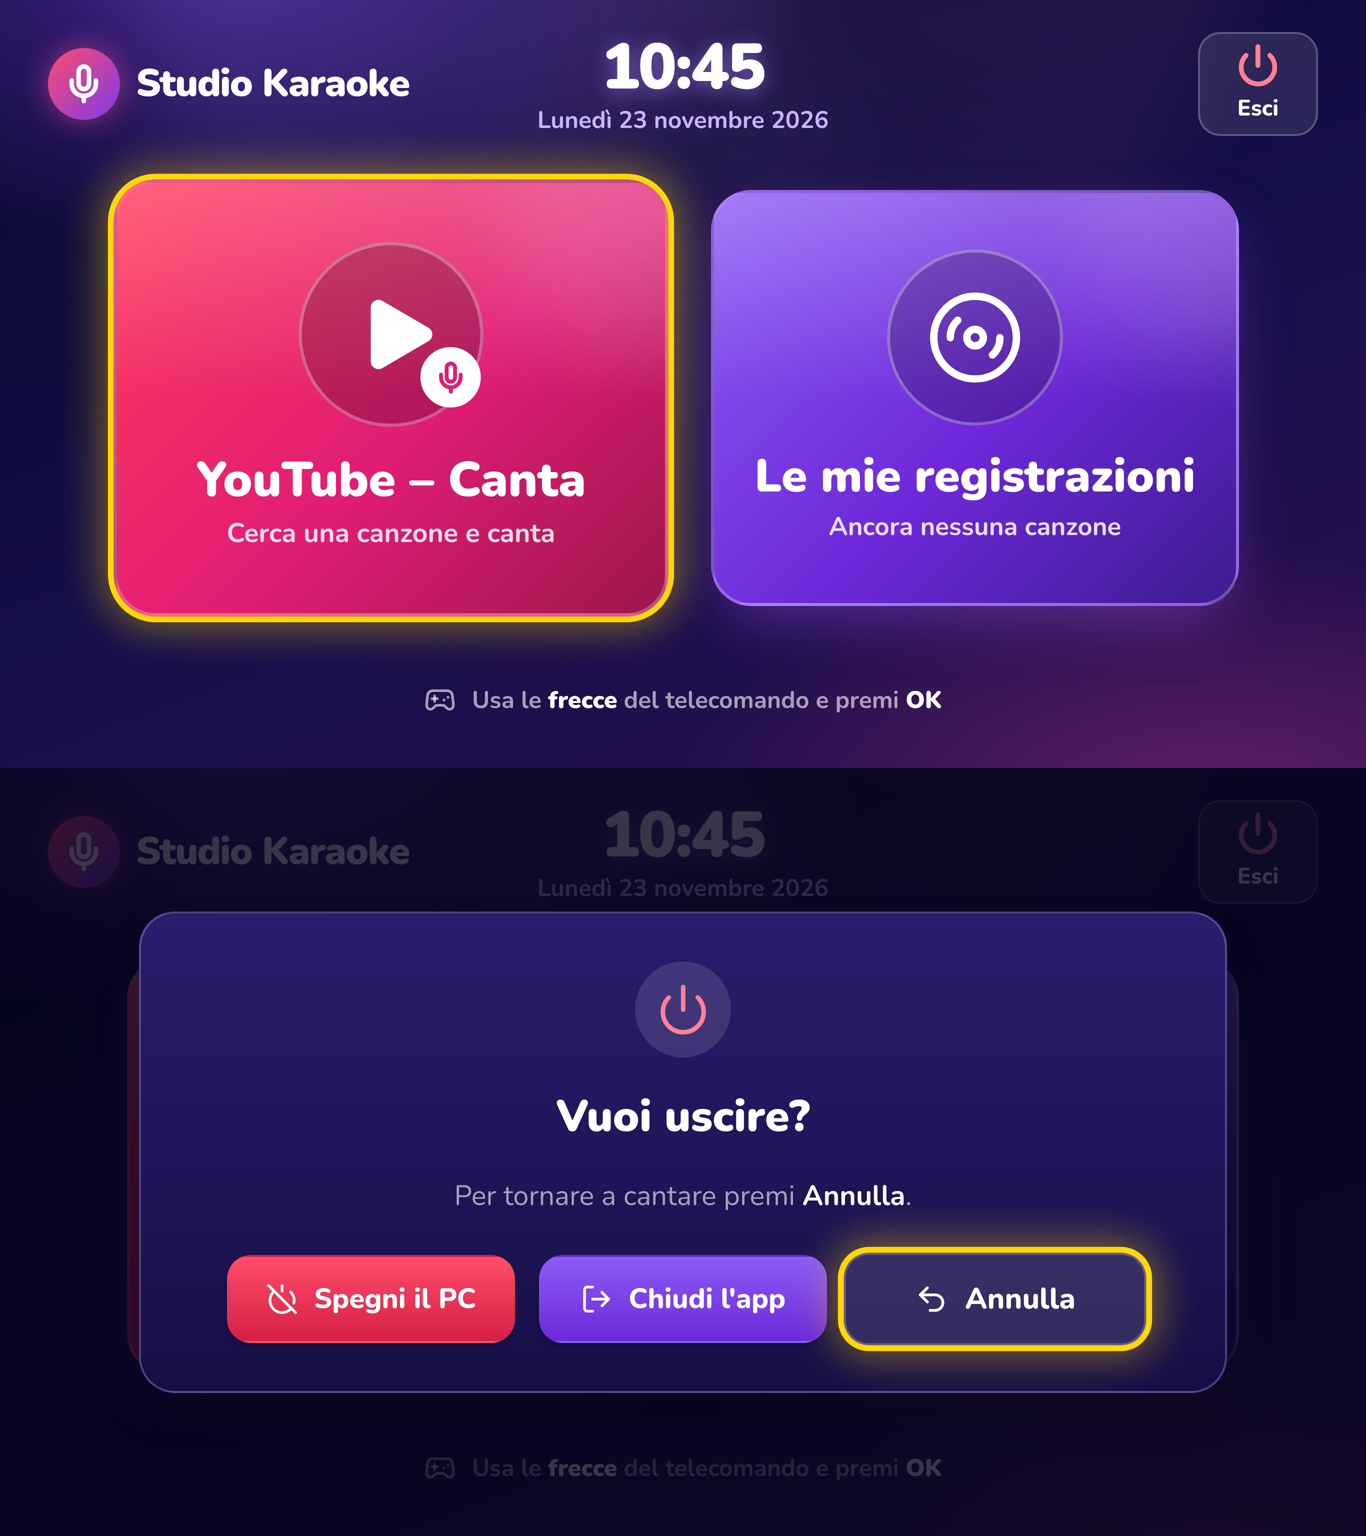 Studio Karaoke
10:45
Lunedì 23 novembre 2026
Esci
YouTube – Canta
Cerca una canzone e canta
Le mie registrazioni
Ancora nessuna canzone
Usa le frecce del telecomando e premi OK
Studio Karaoke
10:45
Lunedì 23 novembre 2026
Esci
Vuoi uscire?
Per tornare a cantare premi Annulla.
Spegni il PC
Chiudi l'app
Annulla
Usa le frecce del telecomando e premi OK